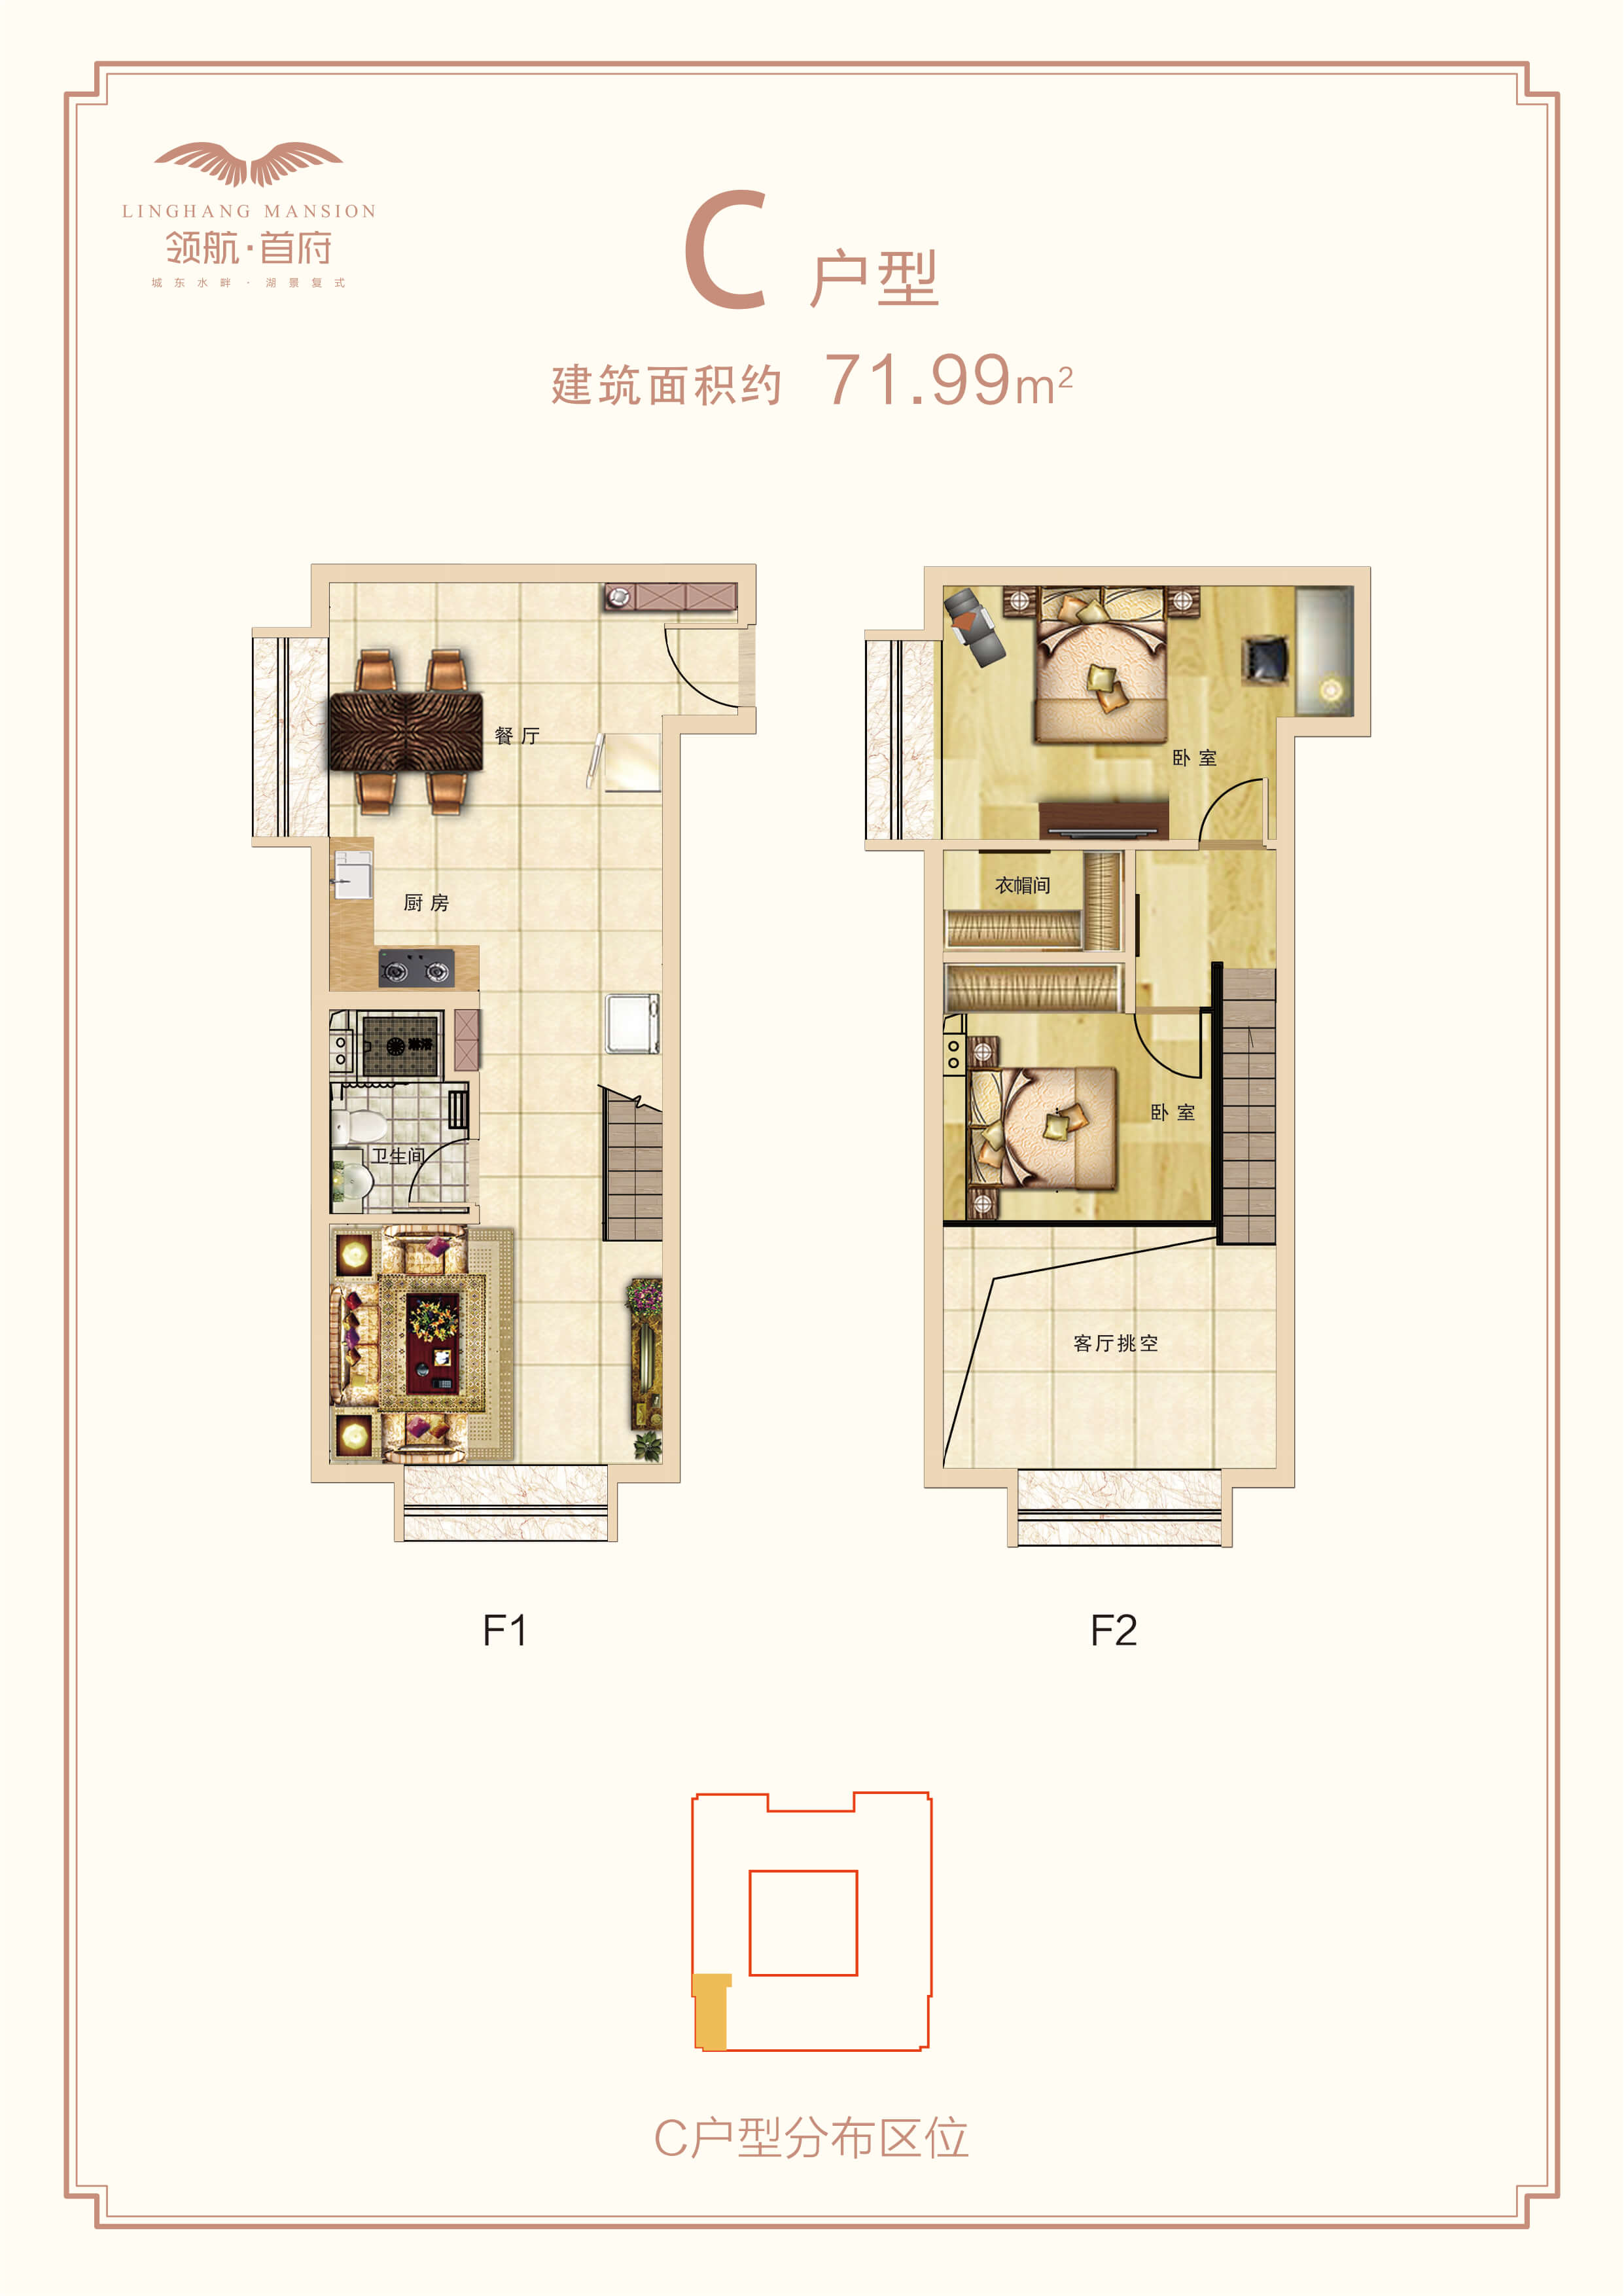 LINGHANG MANSION
领航·首府
城东水畔·湖景复式
C 户型
建筑面积约 71.99m²
餐厅
厨房
淋浴
卫生间
卧室
衣帽间
卧室
客厅挑空
F1
F2
C户型分布区位